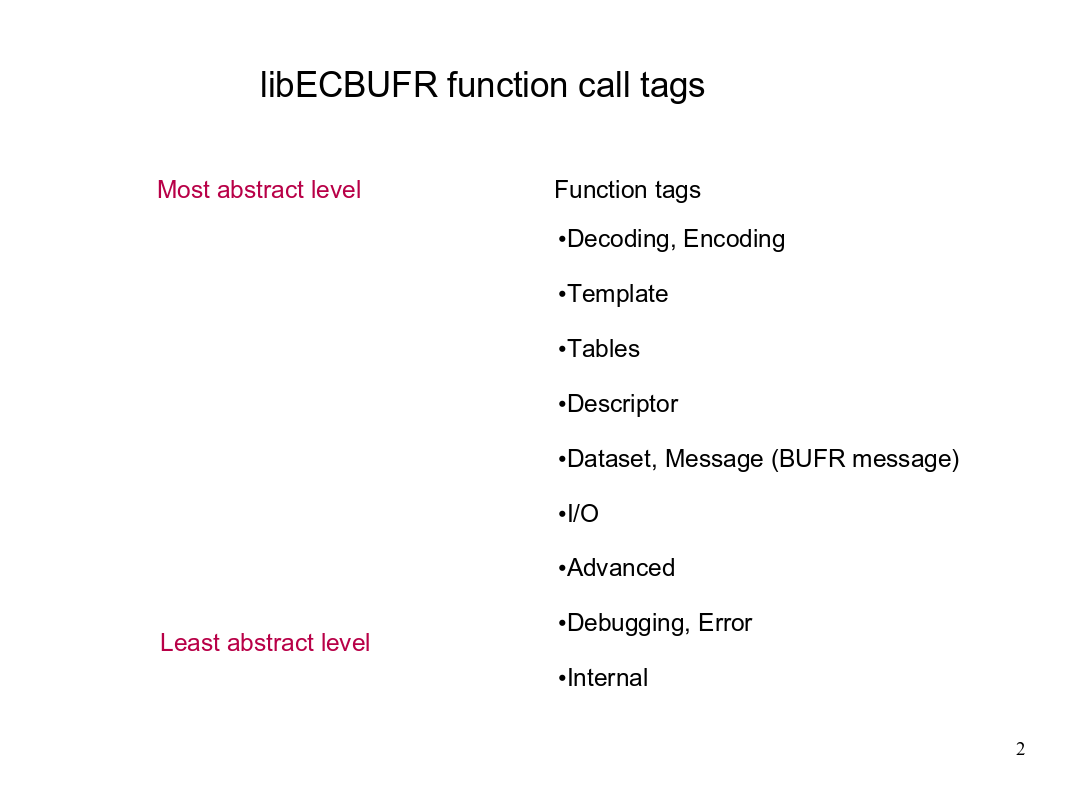 libECBUFR function call tags
Most abstract level
Function tags
•Decoding, Encoding
•Template
•Tables
•Descriptor
•Dataset, Message (BUFR message)
•I/O
•Advanced
•Debugging, Error
Least abstract level
•Internal
2